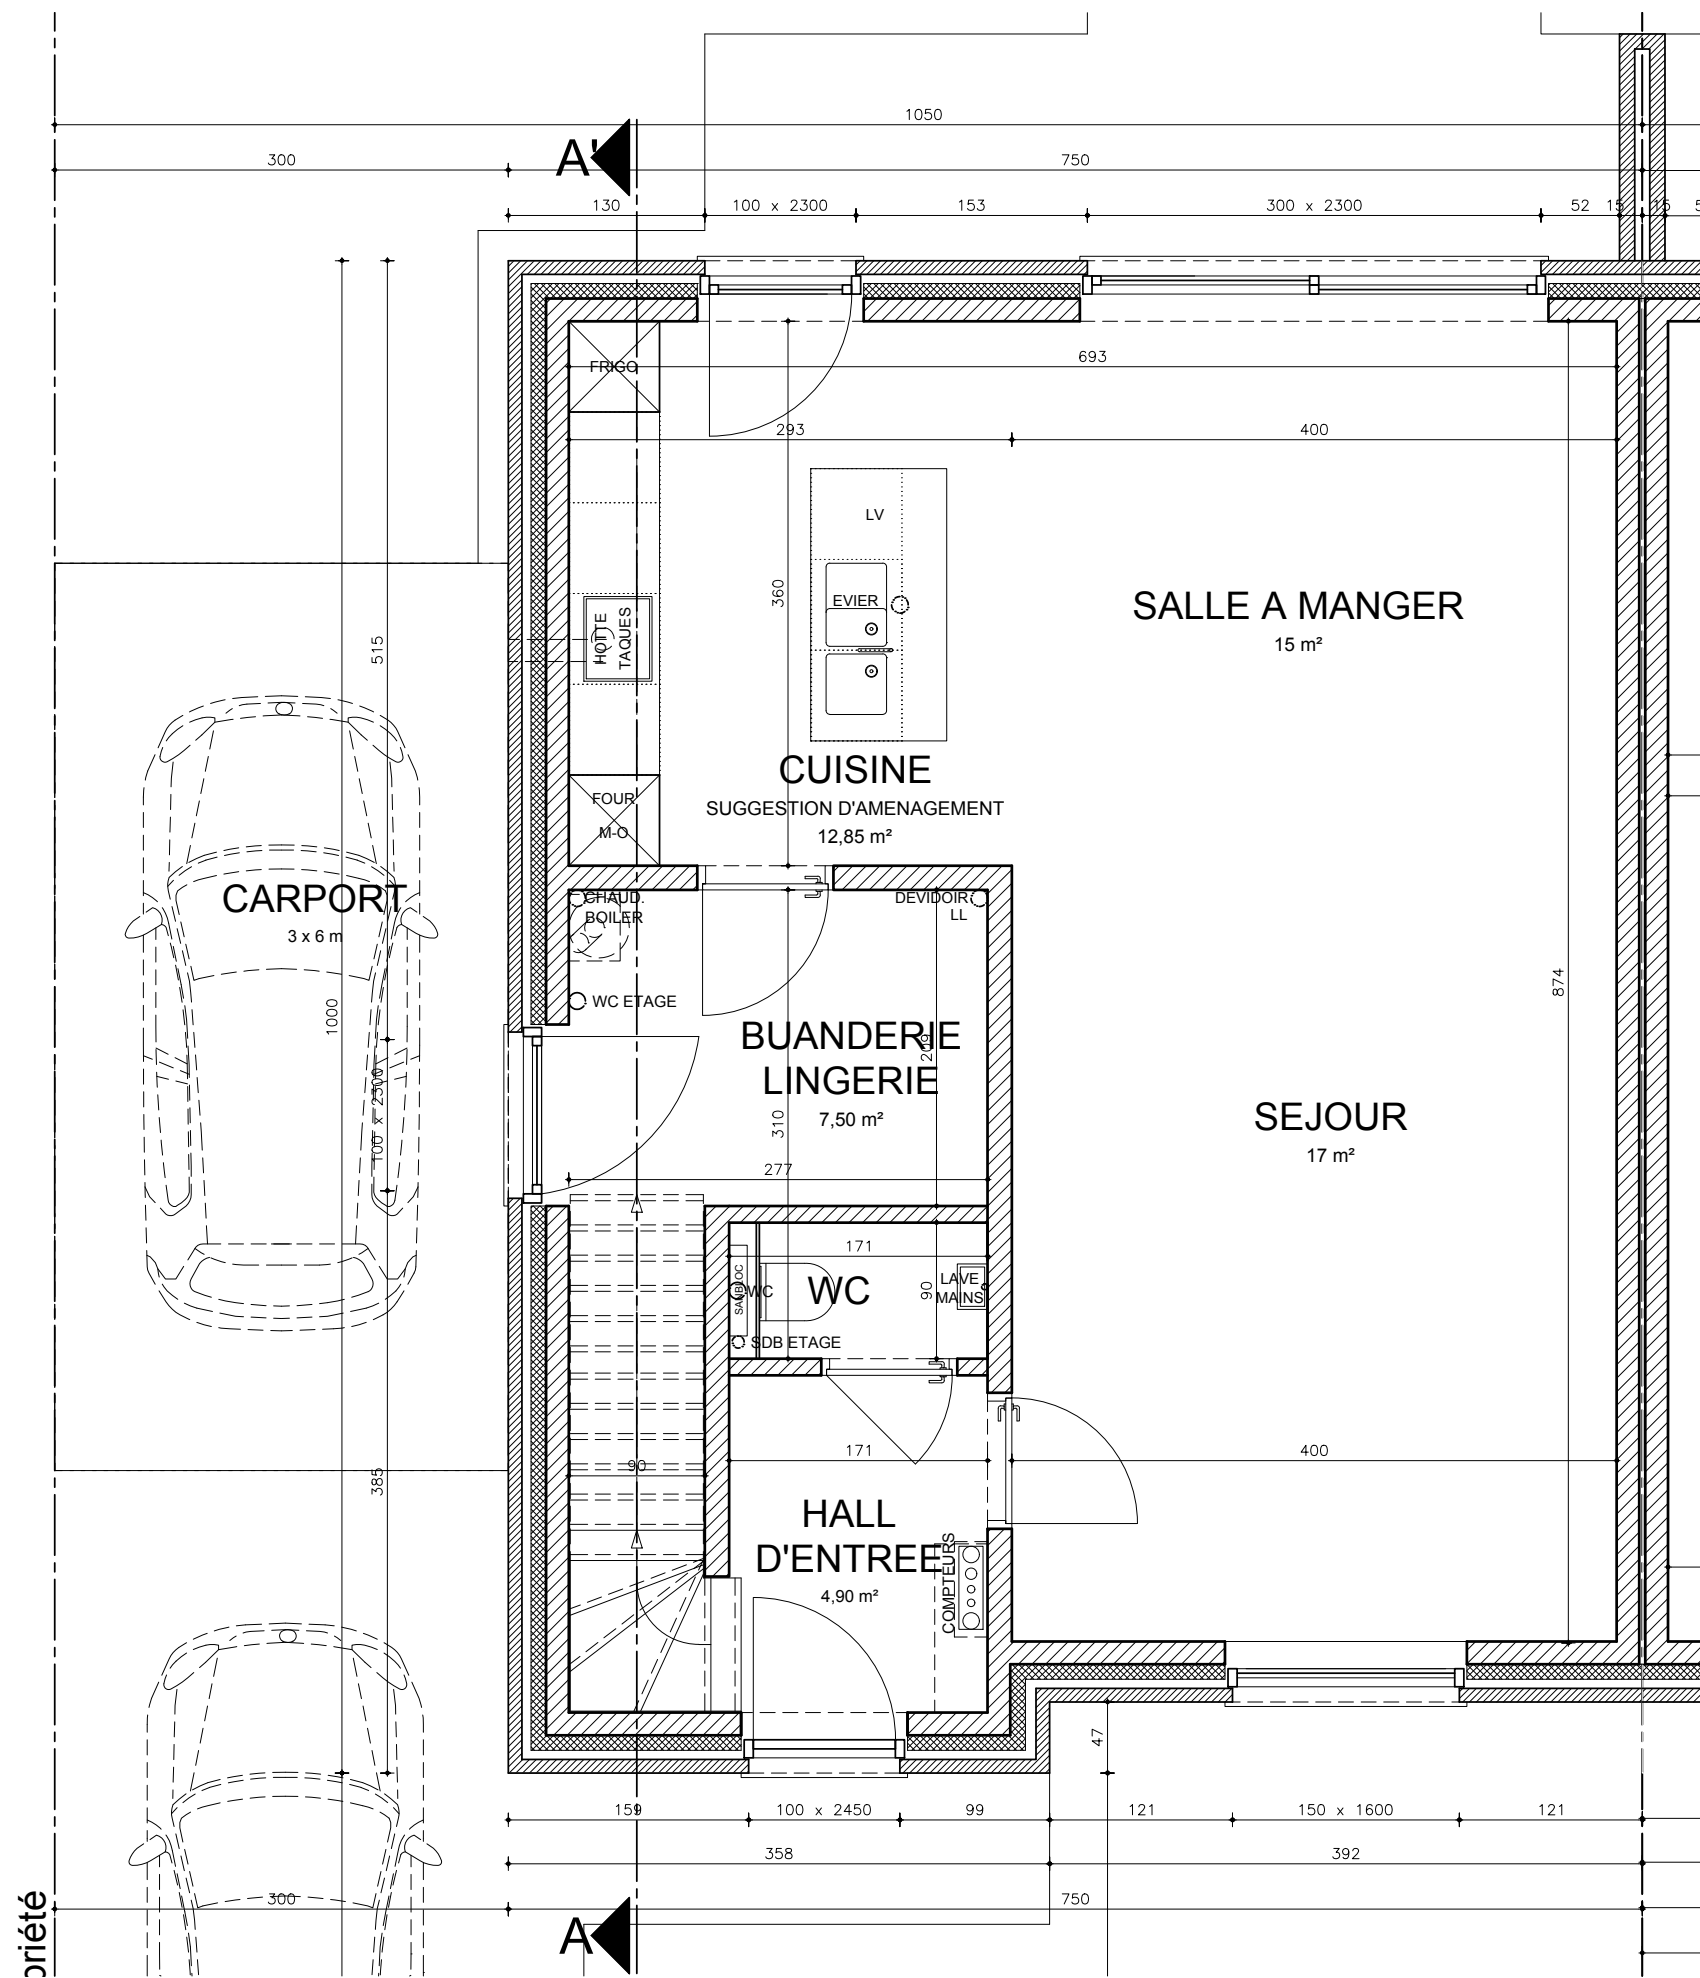 1050
A'
300
750
130
100 x 2300
153
300 x 2300
52
15
15
5
693
FRIGO
293
400
LV
EVIER
360
HOTTE
TAQUES
515
SALLE A MANGER
15 m²
CUISINE
SUGGESTION D'AMENAGEMENT
12,85 m²
FOUR
M-O
CARPORT
3 x 6 m
CHAUD.
BOILER
DEVIDOIR
LL
WC ETAGE
1000
874
BUANDERIE
LINGERIE
7,50 m²
209
310
100 x 2300
277
SEJOUR
17 m²
171
SANIBLOC
WC
WC
90
LAVE
MAINS
SDB ETAGE
385
90
171
400
HALL
D'ENTREE
4,90 m²
COMPTEURS
47
159
100 x 2450
99
121
150 x 1600
121
358
392
300
750
A
priété